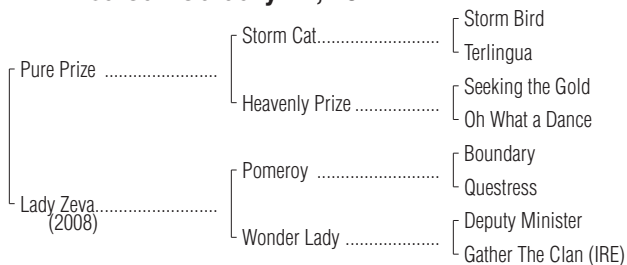 Storm Bird
Storm Cat
Terlingua
Pure Prize
Seeking the Gold
Heavenly Prize
Oh What a Dance
Boundary
Pomeroy
Questress
Lady Zeva
(2008)
Deputy Minister
Wonder Lady
Gather The Clan (IRE)